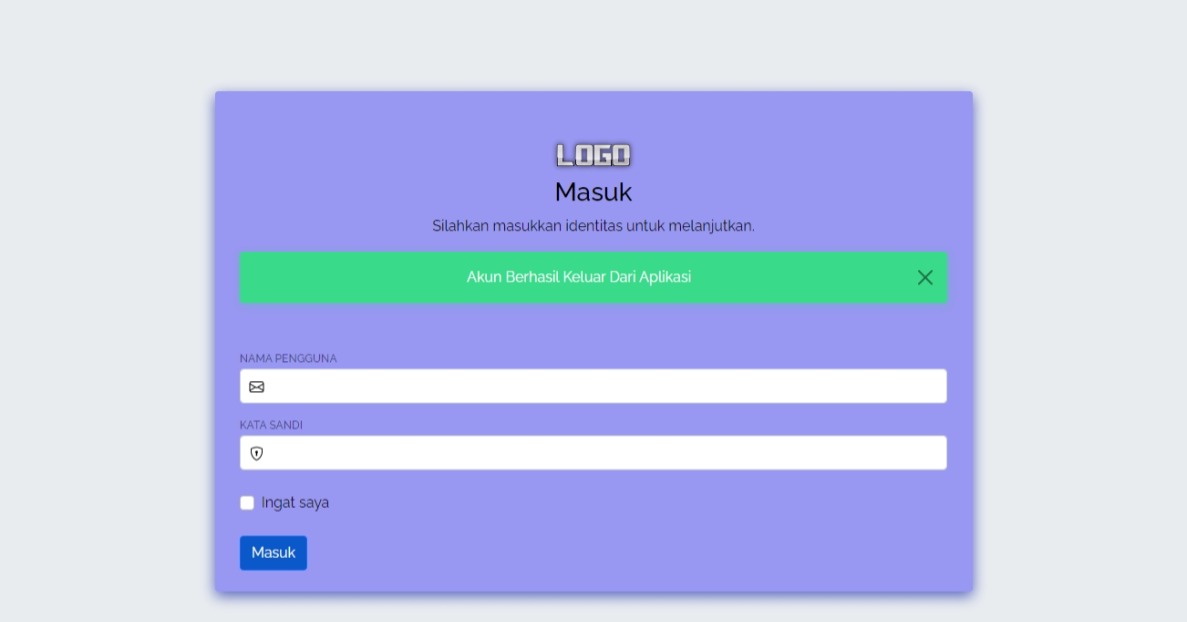 LOGO
Masuk
Silahkan masukkan identitas untuk melanjutkan.
Akun Berhasil Keluar Dari Aplikasi
NAMA PENGGUNA
KATA SANDI
Ingat saya
Masuk